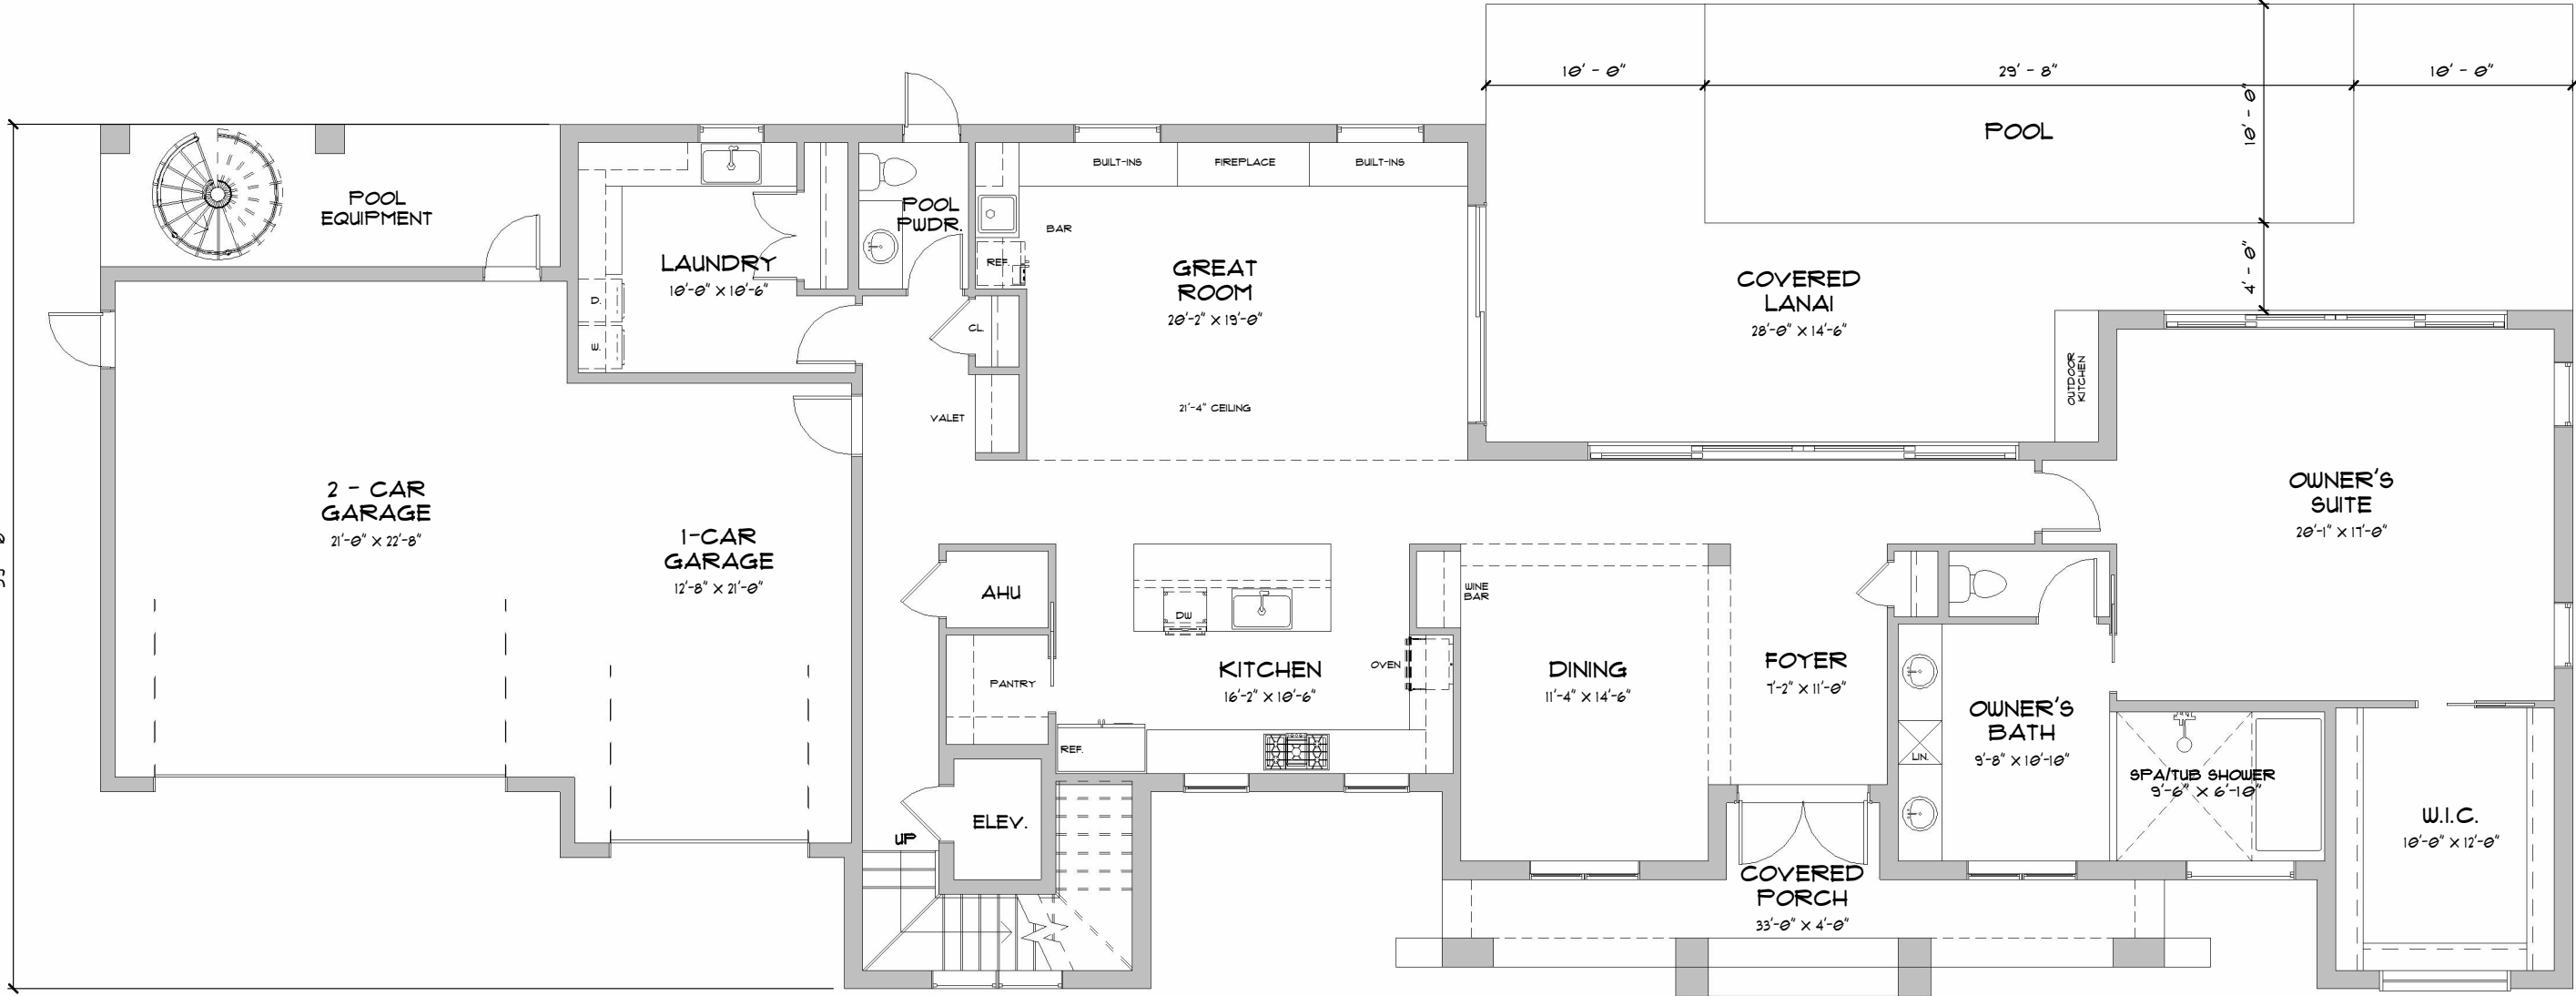 10'-0"
29'-8"
10'-0"
10'-0"
POOL
4'-0"
POOL
EQUIPMENT
LAUNDRY
10'-0" X 10'-6"
D.
W.
POOL
PWDR.
BAR
REF.
CL.
VALET
BUILT-INS
FIREPLACE
BUILT-INS
GREAT
ROOM
20'-2" X 19'-0"
21'-4" CEILING
COVERED
LANAI
28'-0" X 14'-6"
OUTDOOR
KITCHEN
OWNER'S
SUITE
20'-1" X 17'-0"
2 - CAR
GARAGE
21'-0" X 22'-8"
1-CAR
GARAGE
12'-8" X 21'-0"
AHU
PANTRY
REF.
DW
KITCHEN
16'-2" X 10'-6"
OVEN
WINE
BAR
DINING
11'-4" X 14'-6"
FOYER
7'-2" X 11'-0"
OWNER'S
BATH
9'-8" X 10'-10"
LIN.
SPA/TUB SHOWER
9'-6" X 6'-10"
W.I.C.
10'-0" X 12'-0"
ELEV.
UP
COVERED
PORCH
33'-0" X 4'-0"